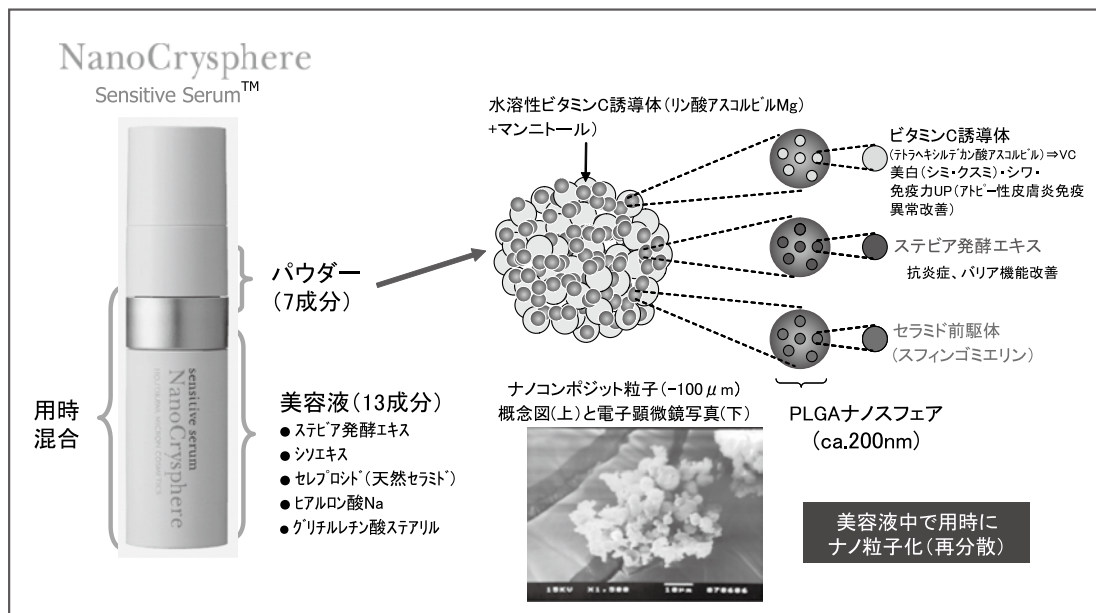 NanoCrysphere
Sensitive Serum™
水溶性ビタミンC誘導体(リン酸アスコルビルMg)
+マンニトール)
ビタミンC誘導体
(テトラヘキシルデカン酸アスコルビル)⇒VC
美白(シミ・クスミ)・シワ・
免疫力UP(アトピー性皮膚炎免疫
異常改善)
ステビア発酵エキス
抗炎症、バリア機能改善
セラミド前駆体
(スフィンゴミエリン)
パウダー
(7成分)
用時
混合
sensitive serum
NanoCrysphere
美容液(13成分)
● ステビア発酵エキス
● シソエキス
● セレブロシド(天然セラミド)
● ヒアルロン酸Na
● グリチルレチン酸ステアリル
ナノコンポジット粒子(-100μm)
概念図(上)と電子顕微鏡写真(下)
15KV X1,500 10μm 070606
PLGAナノスフェア
(ca.200nm)
美容液中で用時に
ナノ粒子化(再分散)